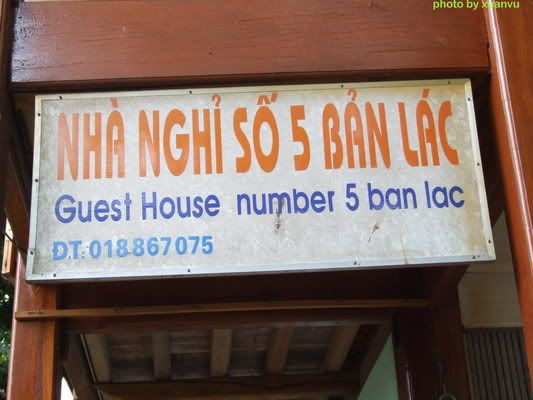 photo by xuanvu
NHÀ NGHỈ SỐ 5 BẢN LÁC
Guest House number 5 ban lac
ĐT: 018867075